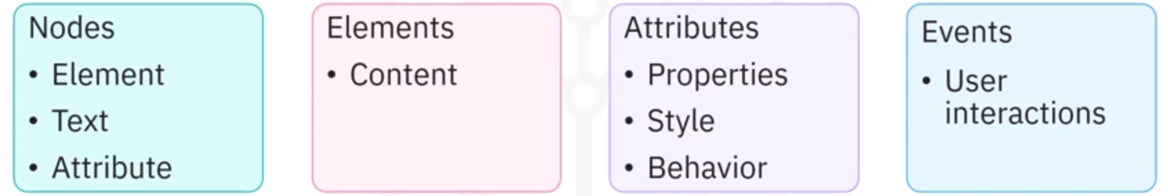 Nodes
• Element
• Text
• Attribute
Elements
• Content
Attributes
• Properties
• Style
• Behavior
Events
• User
interactions